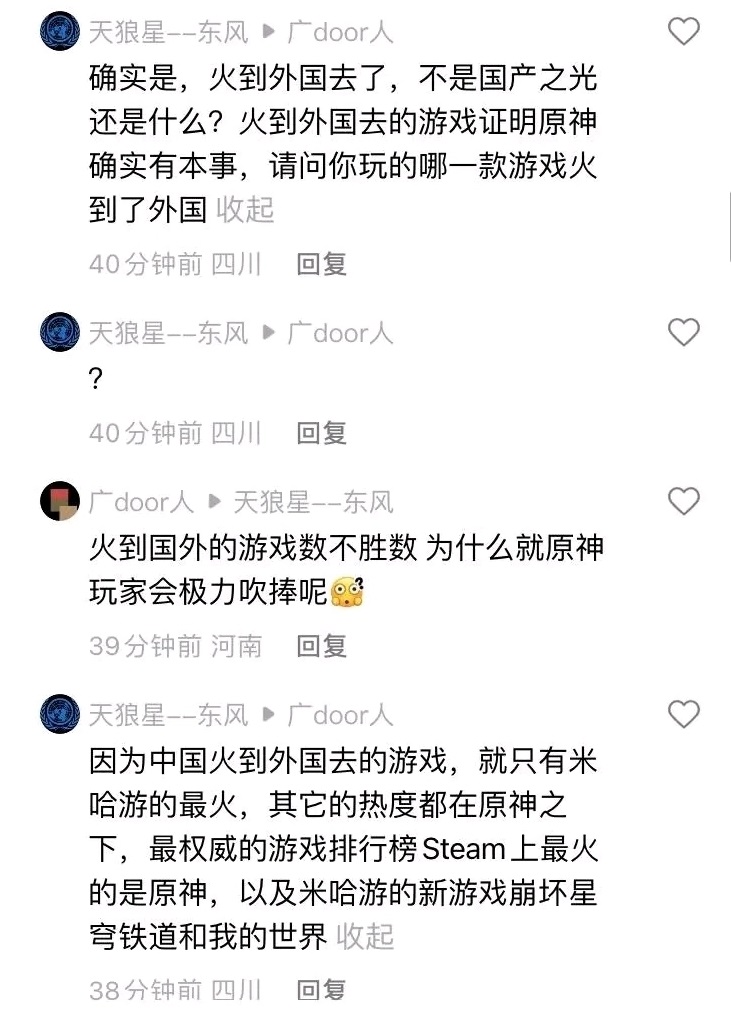 天狼星--东风 ▸ 广door人
确实是，火到外国去了，不是国产之光
还是什么？火到外国去的游戏证明原神
确实有本事，请问你玩的哪一款游戏火
到了外国 收起
40分钟前 四川 回复
天狼星--东风 ▸ 广door人
？
40分钟前 四川 回复
广door人 ▸ 天狼星--东风
火到国外的游戏数不胜数 为什么就原神
玩家会极力吹捧呢
39分钟前 河南 回复
天狼星--东风 ▸ 广door人
因为中国火到外国去的游戏，就只有米
哈游的最火，其它的热度都在原神之
下，最权威的游戏排行榜Steam上最火
的是原神，以及米哈游的新游戏崩坏星
穹铁道和我的世界 收起
38分钟前 四川 回复